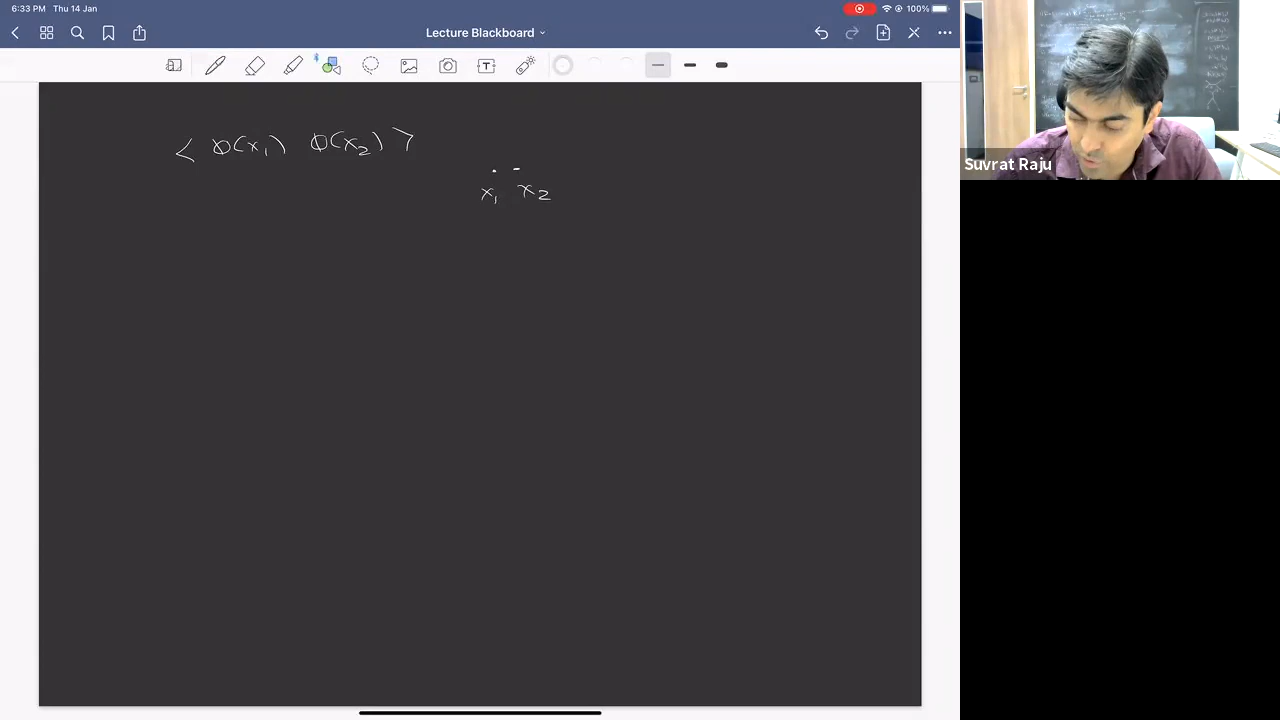 6:33 PM Thu 14 Jan
100%
Lecture Blackboard
T
< φ(x₁) φ(x₂) >
x₁ x₂
Suvrat Raju